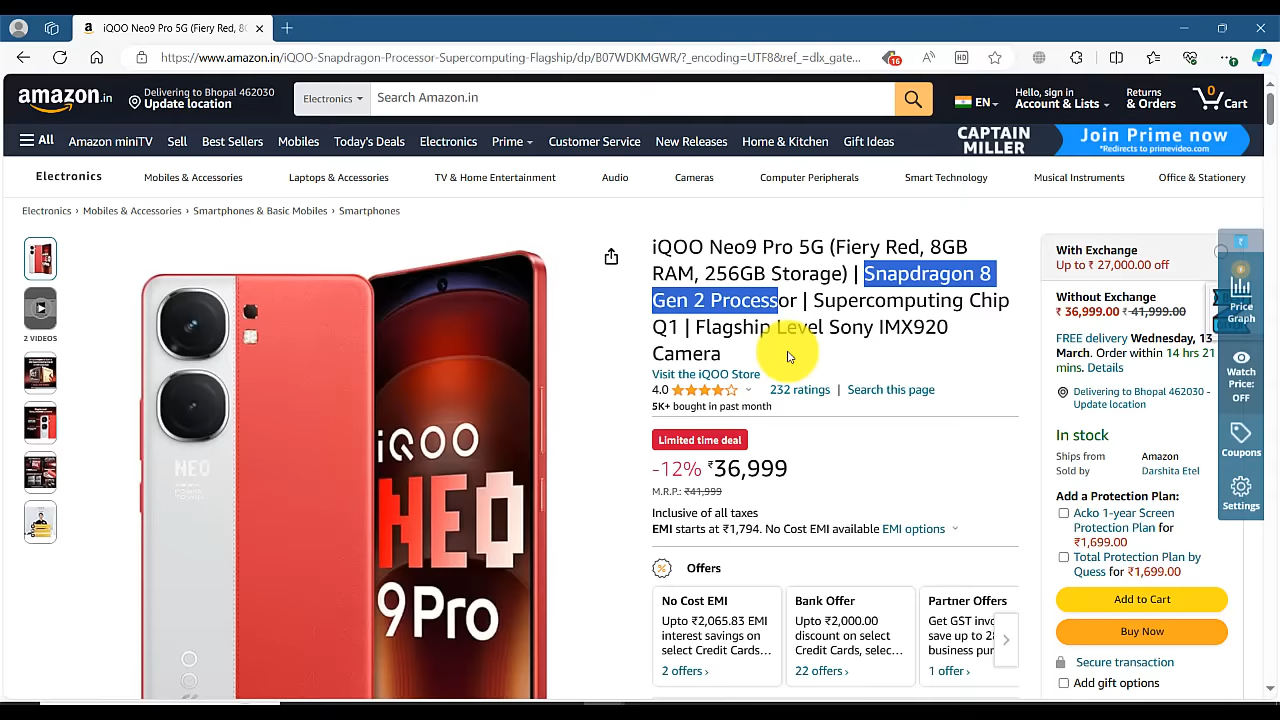 iQOO Neo9 Pro 5G (Fiery Red, 8G
https://www.amazon.in/iQOO-Snapdragon-Processor-Supercomputing-Flagship/dp/B07WDKMGWR/?_encoding=UTF8&ref_=dlx_gate...
16
amazon.in
Delivering to Bhopal 462030
Update location
Electronics
Search Amazon.in
EN
Hello, sign in
Account & Lists
Returns
& Orders
0
Cart
All
Amazon miniTV
Sell
Best Sellers
Mobiles
Today's Deals
Electronics
Prime
Customer Service
New Releases
Home & Kitchen
Gift Ideas
CAPTAIN
MILLER
Join Prime now
*Redirects to primevideo.com
Electronics
Mobiles & Accessories
Laptops & Accessories
TV & Home Entertainment
Audio
Cameras
Computer Peripherals
Smart Technology
Musical Instruments
Office & Stationery
Electronics › Mobiles & Accessories › Smartphones & Basic Mobiles › Smartphones
2 VIDEOS
NEO
iQOO
NEO
9Pro
iQOO Neo9 Pro 5G (Fiery Red, 8GB
RAM, 256GB Storage) | Snapdragon 8
Gen 2 Processor | Supercomputing Chip
Q1 | Flagship Level Sony IMX920
Camera
Visit the iQOO Store
4.0
232 ratings | Search this page
5K+ bought in past month
Limited time deal
-12% ₹36,999
M.R.P.: ₹41,999
Inclusive of all taxes
EMI starts at ₹1,794. No Cost EMI available EMI options
Offers
No Cost EMI
Upto ₹2,065.83 EMI
interest savings on
select Credit Cards...
2 offers ›
Bank Offer
Upto ₹2,000.00
discount on select
Credit Cards, selec...
22 offers ›
Partner Offers
Get GST invo
save up to 28
business pur
1 offer ›
With Exchange
Up to ₹ 27,000.00 off
Without Exchange
₹ 36,999.00 ₹ 41,999.00
FREE delivery Wednesday, 13
March. Order within 14 hrs 21
mins. Details
Delivering to Bhopal 462030 -
Update location
In stock
Ships from Amazon
Sold by Darshita Etel
Add a Protection Plan:
Acko 1-year Screen
Protection Plan for
₹1,699.00
Total Protection Plan by
Quess for ₹1,699.00
Add to Cart
Buy Now
Secure transaction
Add gift options
Price
Graph
Watch
Price:
OFF
Coupons
Settings